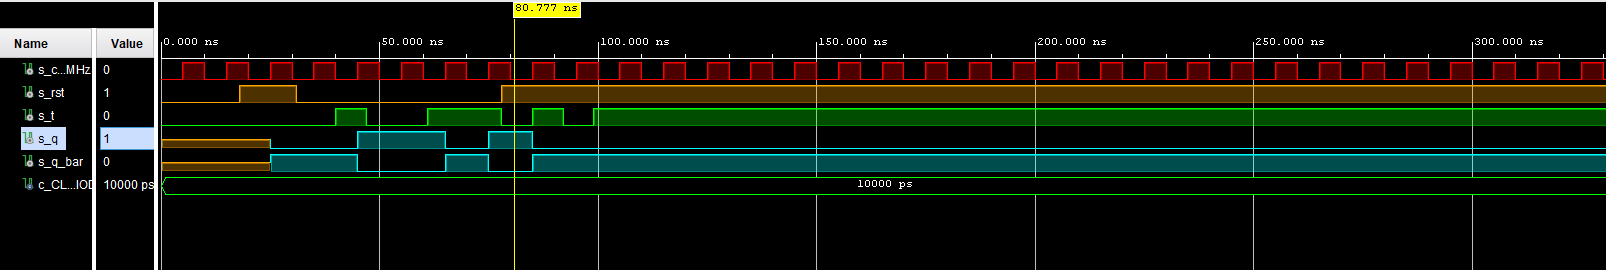 80.777 ns
Name Value
0.000 ns 50.000 ns 100.000 ns 150.000 ns 200.000 ns 250.000 ns 300.000 ns
s_c...MHz 0
s_rst 1
s_t 0
s_q 1
s_q_bar 0
c_CL...IOD 10000 ps 10000 ps